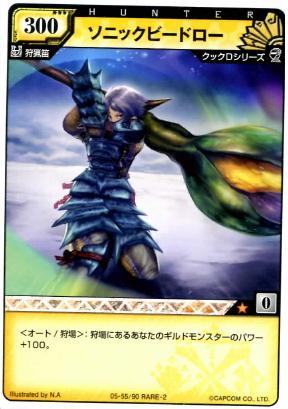 HUNTER
300
ソニックビードロー
狩猟笛
クックDシリーズ
0
<オート / 狩場>：狩場にあるあなたのギルドモンスターのパワー
+100。
Illustrated by N.A
05-55/90 RARE-2
©CAPCOM CO., LTD.